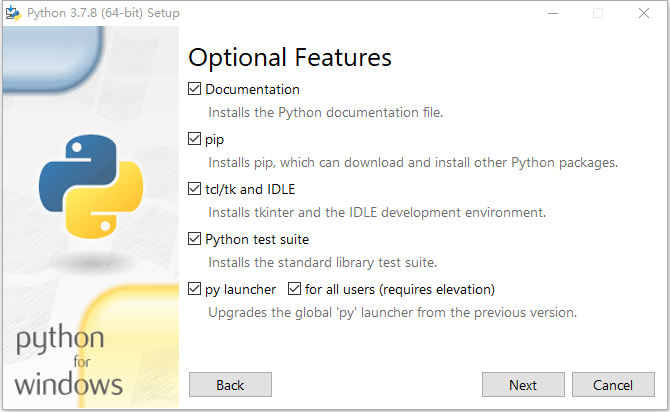 Python 3.7.8 (64-bit) Setup
Optional Features
Documentation
Installs the Python documentation file.
pip
Installs pip, which can download and install other Python packages.
tcl/tk and IDLE
Installs tkinter and the IDLE development environment.
Python test suite
Installs the standard library test suite.
py launcher for all users (requires elevation)
Upgrades the global 'py' launcher from the previous version.
python
for
windows
Back Next Cancel